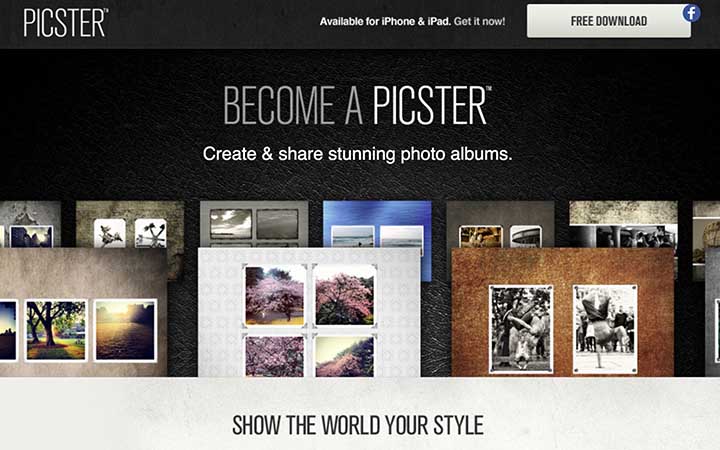 PICSTER™
Available for iPhone & iPad. Get it now!
FREE DOWNLOAD
f
BECOME A PICSTER™
Create & share stunning photo albums.
SHOW THE WORLD YOUR STYLE